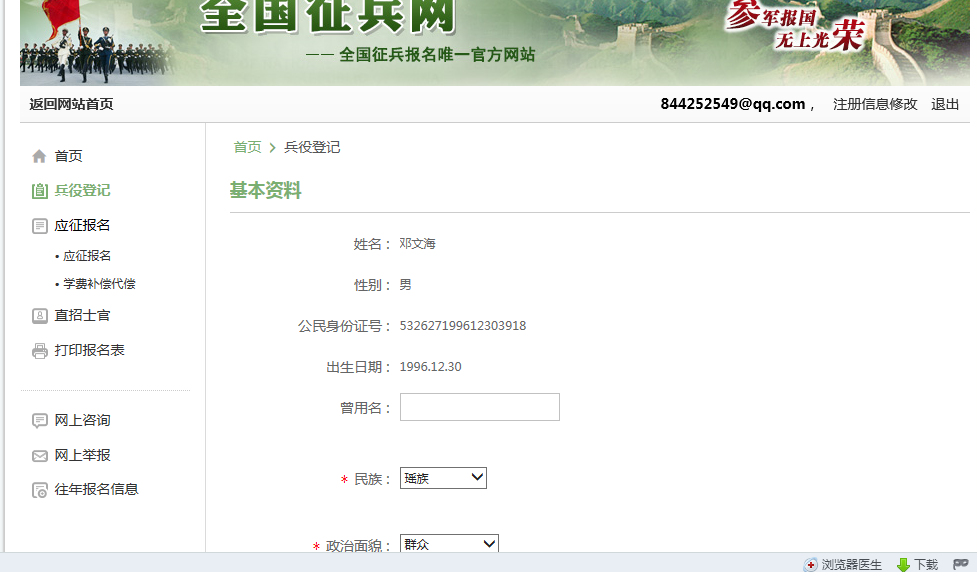 全国征兵网
—— 全国征兵报名唯一官方网站
参军报国
无上光荣
返回网站首页
844252549@qq.com ， 注册信息修改 退出
首页
兵役登记
应征报名
• 应征报名
• 学费补偿代偿
直招士官
打印报名表
网上咨询
网上举报
往年报名信息
首页 > 兵役登记
基本资料
姓名： 邓文海
性别： 男
公民身份证号： 532627199612303918
出生日期： 1996.12.30
曾用名：
* 民族： 瑶族
* 政治面貌： 群众
浏览器医生 下载